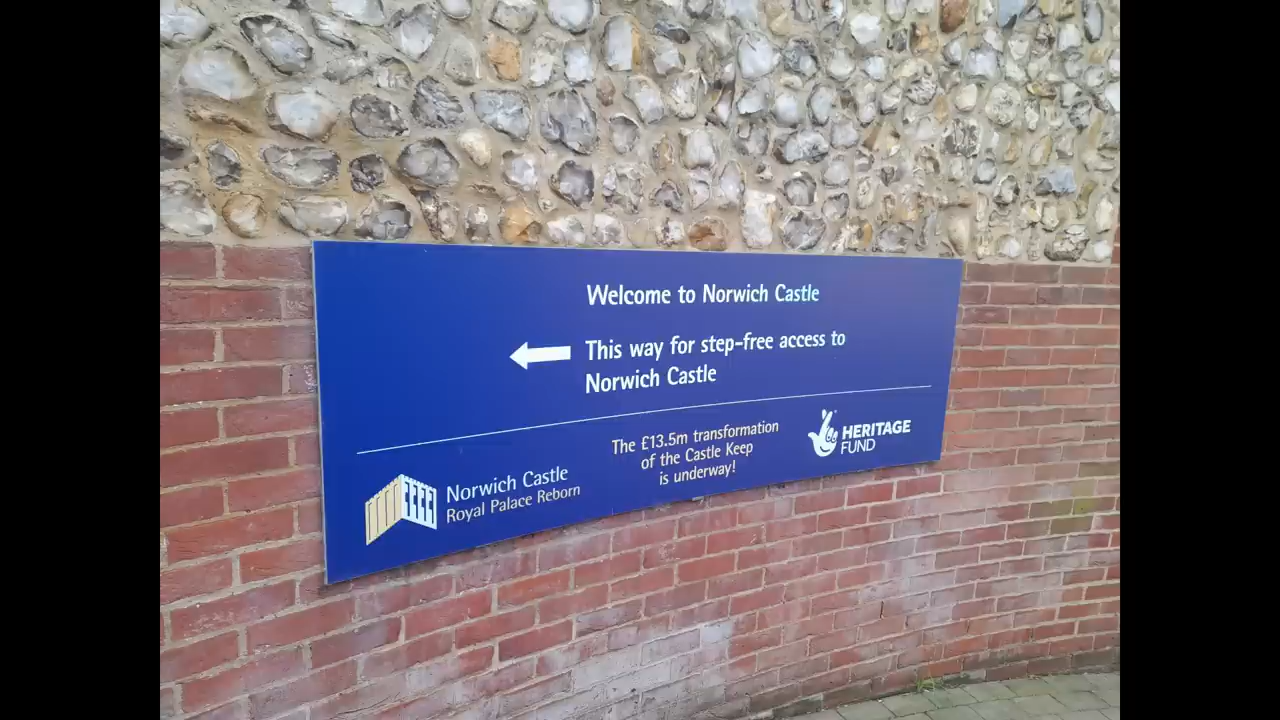 Welcome to Norwich Castle
This way for step-free access to
Norwich Castle
The £13.5m transformation
of the Castle Keep
is underway!
HERITAGE
FUND
Norwich Castle
Royal Palace Reborn